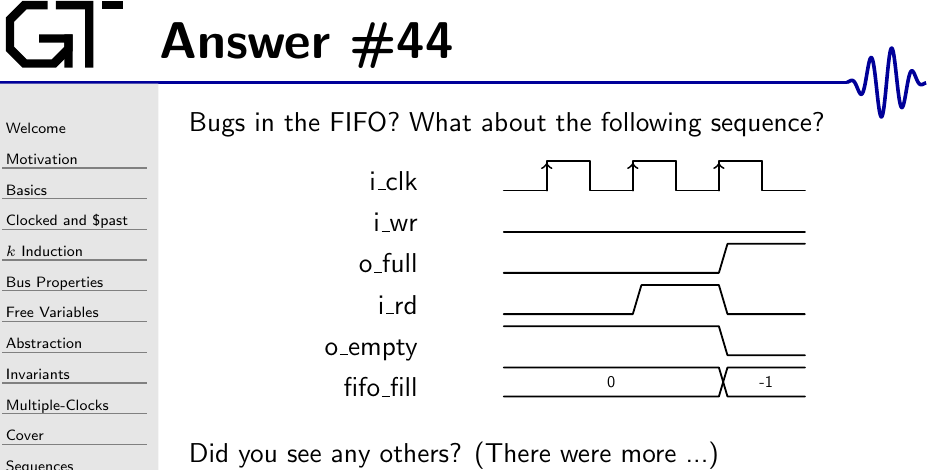 GT
Answer #44
Welcome
Motivation
Basics
Clocked and $past
k Induction
Bus Properties
Free Variables
Abstraction
Invariants
Multiple-Clocks
Cover
Sequences
Bugs in the FIFO? What about the following sequence?
i_clk
i_wr
o_full
i_rd
o_empty
fifo_fill
0
-1
Did you see any others? (There were more ...)